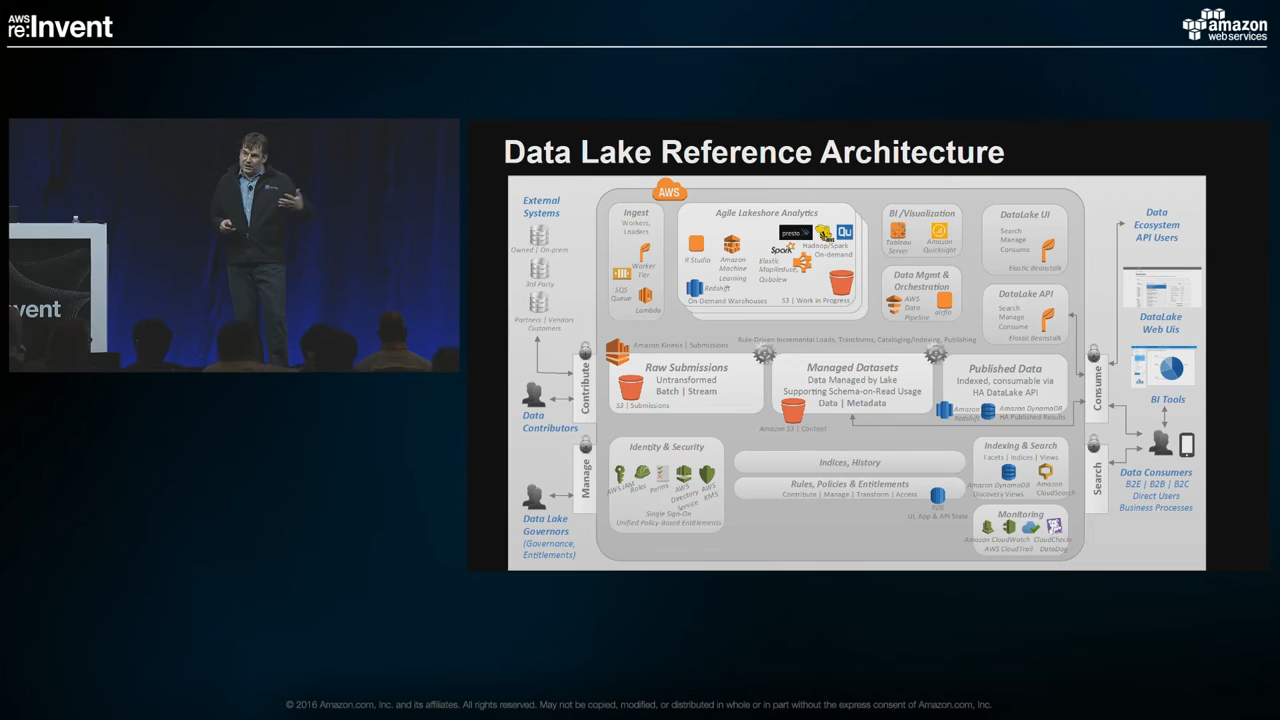 AWS
re:Invent
amazon
web services
vent
Data Lake Reference Architecture
External
Systems
Owned | On-prem
3rd Party
Partners | Vendors
Customers
Data
Contributors
Data Lake
Governors
(Governance,
Entitlements)
AWS
Ingest
Workers,
Loaders
Worker
Tier
SQS
Queue
Lambda
Agile Lakeshore Analytics
R Studio
Amazon
Machine
Learning
presto
Spark
Elastic
MapReduce,
Qubole
Qu
Hadoop/Spark
On-demand
Redshift
On-Demand Warehouses
S3 | Work in Progress
BI /Visualization
Tableau
Server
Amazon
Quicksight
Data Mgmt &
Orchestration
AWS
Data
Pipeline
DataLake UI
Search
Manage
Consume
Elastic Beanstalk
DataLake API
Search
Manage
Consume
Elastic Beanstalk
Amazon Kinesis | Submissions
Rule-Driven Incremental Loads, Transforms, Cataloging/Indexing, Publishing
Contribute
Raw Submissions
Untransformed
Batch | Stream
S3 | Submissions
Managed Datasets
Data Managed by Lake
Supporting Schema-on-Read Usage
Data | Metadata
Amazon S3 | Content
Published Data
Indexed, consumable via
HA DataLake API
Amazon
Redshift
Amazon DynamoDB
HA Published Results
Consume
Manage
Identity & Security
AWS IAM
Roles
Perms
AWS
Directory
Service
AWS
KMS
Single Sign-On
Unified Policy-Based Entitlements
Indices, History
Rules, Policies & Entitlements
Contribute | Manage | Transform | Access
RDS
UI, App & API State
Indexing & Search
Facets | Indices | Views
Amazon DynamoDB
Discovery Views
Amazon
CloudSearch
Monitoring
Amazon CloudWatch
CloudCheckr
AWS CloudTrail
DataDog
Search
Data
Ecosystem
API Users
DataLake
Web UIs
BI Tools
Data Consumers
B2E | B2B | B2C
Direct Users
Business Processes
© 2016 Amazon.com, Inc. and its affiliates. All rights reserved. May not be copied, modified, or distributed in whole or in part without the express consent of Amazon.com, Inc.